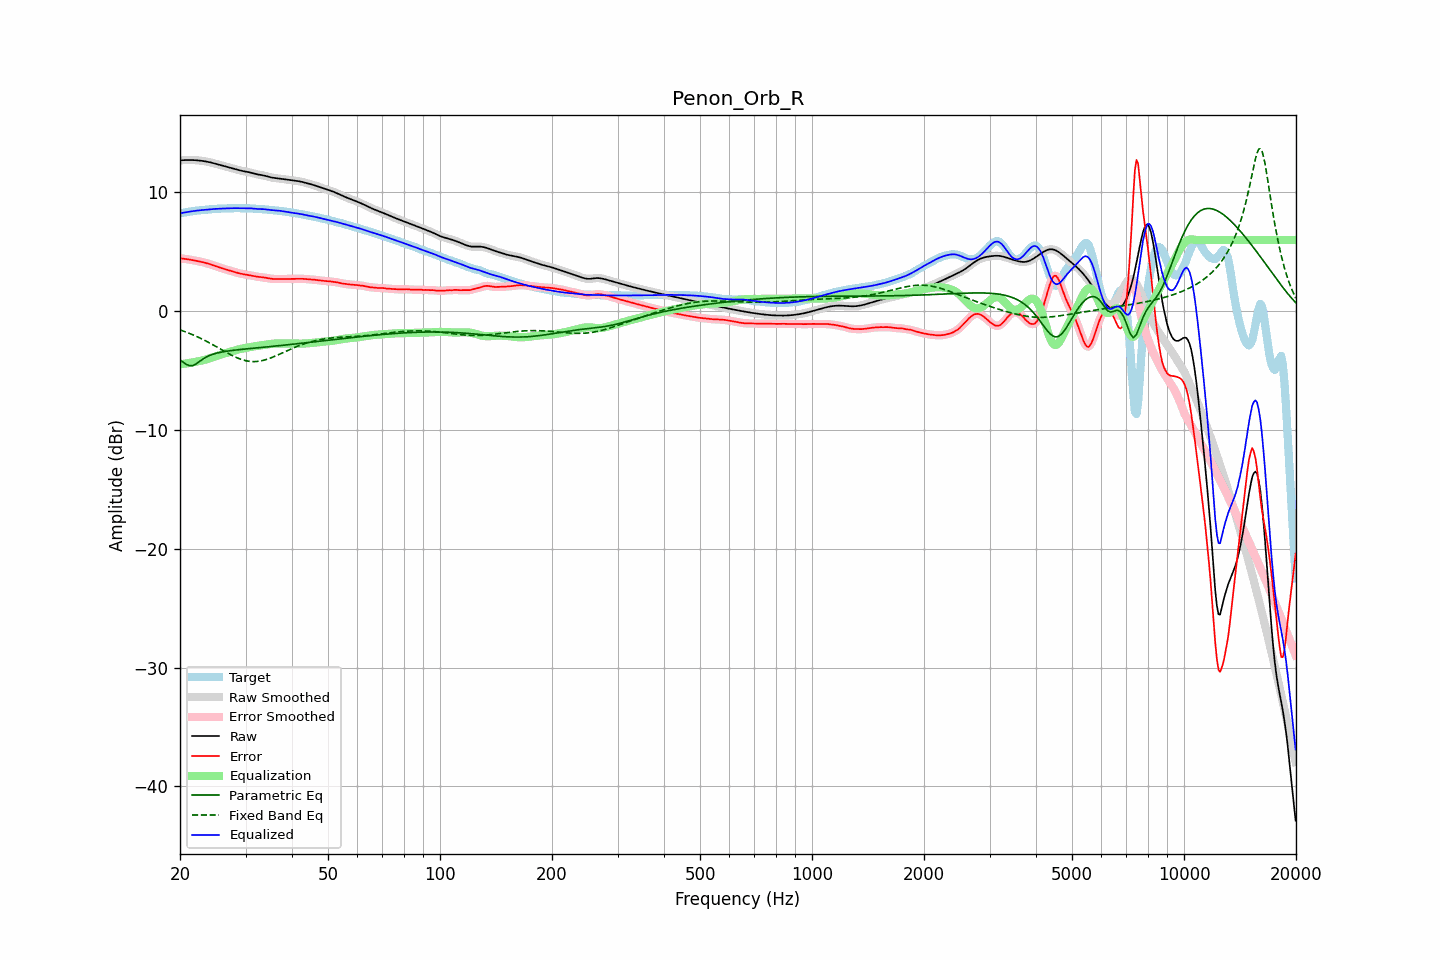 Penon_Orb_R
Amplitude (dBr)
10
0
−10
−20
−30
−40
Target
Raw Smoothed
Error Smoothed
Raw
Error
Equalization
Parametric Eq
Fixed Band Eq
Equalized
20 50 100 200 500 1000 2000 5000 10000 20000
Frequency (Hz)